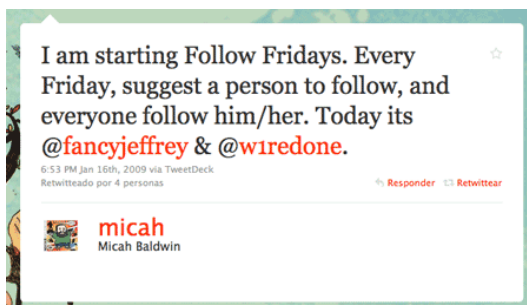 I am starting Follow Fridays. Every
Friday, suggest a person to follow, and
everyone follow him/her. Today its
@fancyjeffrey & @w1redone.
6:53 PM Jan 16th, 2009 via TweetDeck
Retwitteado por 4 personas
Responder Retwittear
micah
Micah Baldwin